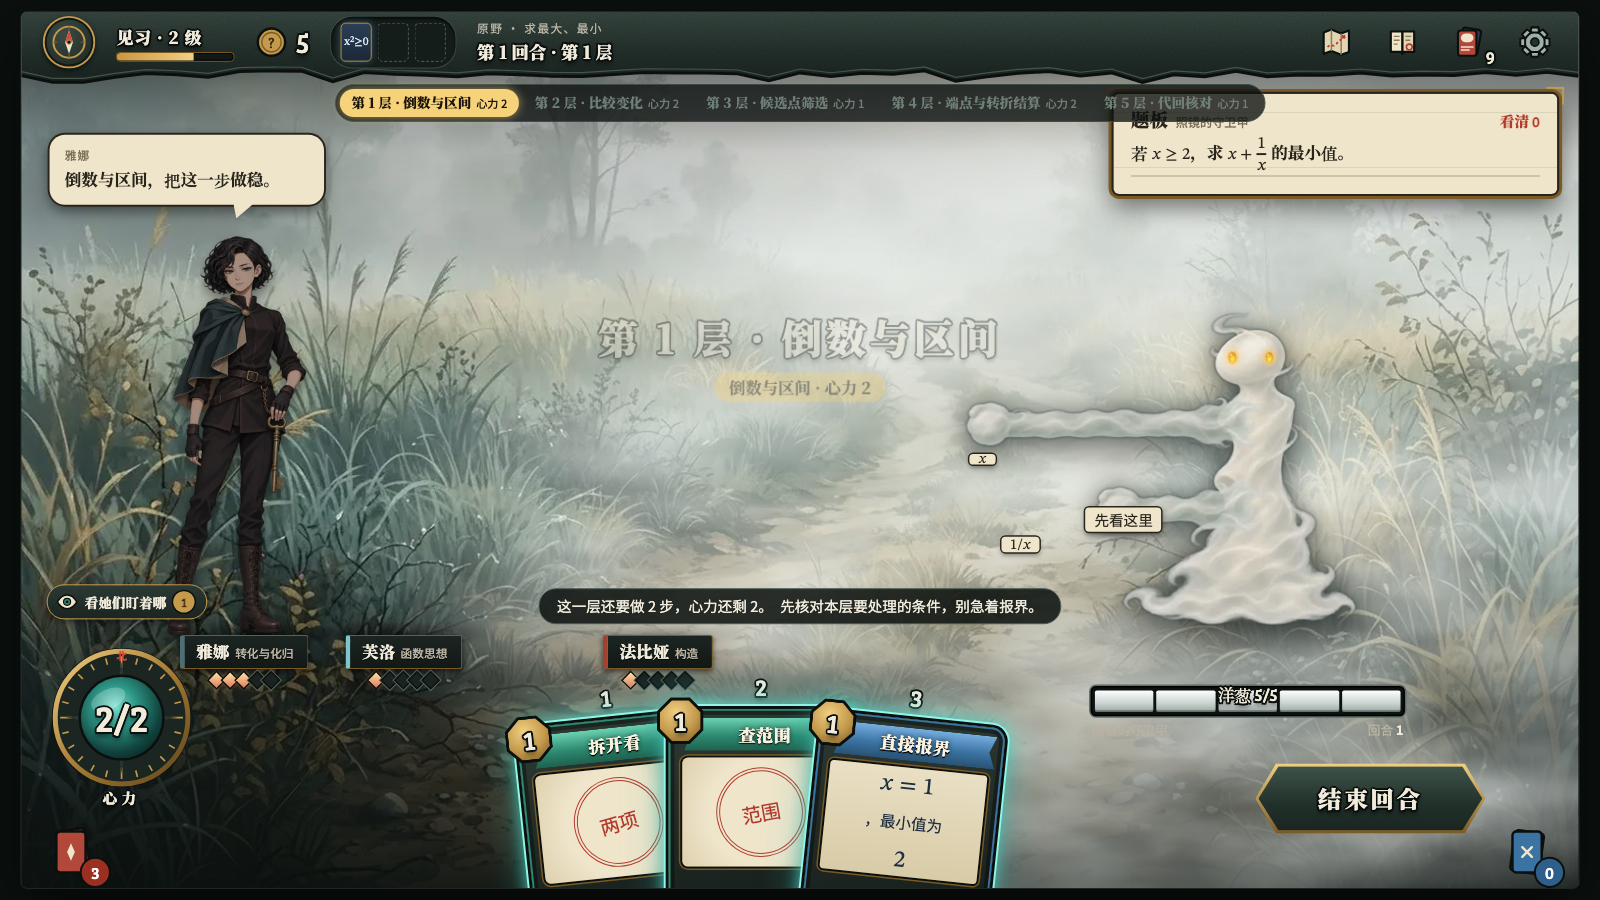 见习·2 级
? 5
x²≥0
原野 · 求最大、最小
第 1 回合 · 第 1 层
9
第 1 层 · 倒数与区间 心力 2
第 2 层 · 比较变化 心力 2
第 3 层 · 候选点筛选 心力 1
第 4 层 · 端点与转折结算 心力 2
第 5 层 · 代回核对 心力 1
题板 照镜的守卫甲
看清 0
若 x ≥ 2，求 x + 1/x 的最小值。
雅娜
倒数与区间，把这一步做稳。
第 1 层 · 倒数与区间
倒数与区间 · 心力 2
x
先看这里
1/x
看她们盯着哪 1
这一层还要做 2 步，心力还剩 2。 先核对本层要处理的条件，别急着报界。
雅娜 转化与化归
芙洛 函数思想
法比娅 构造
2/2
心力
3
1
1 拆开看
两项
2
1 查范围
范围
3
1 直接报界
x = 1
，最小值为
2
洋葱 5/5
回合 1
结束回合
0